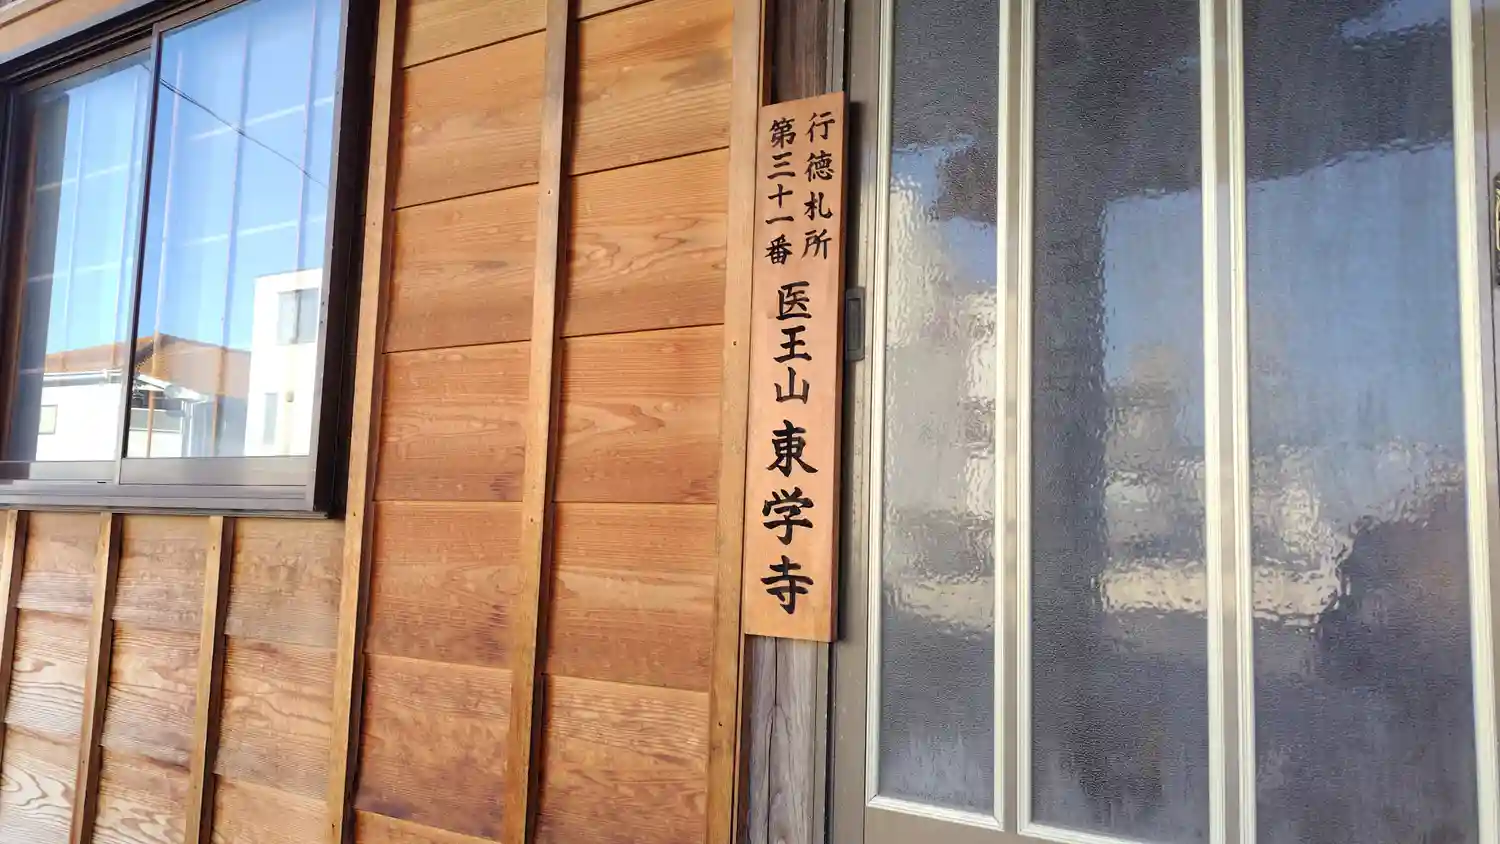 行徳札所
第三十一番
医王山 東学寺